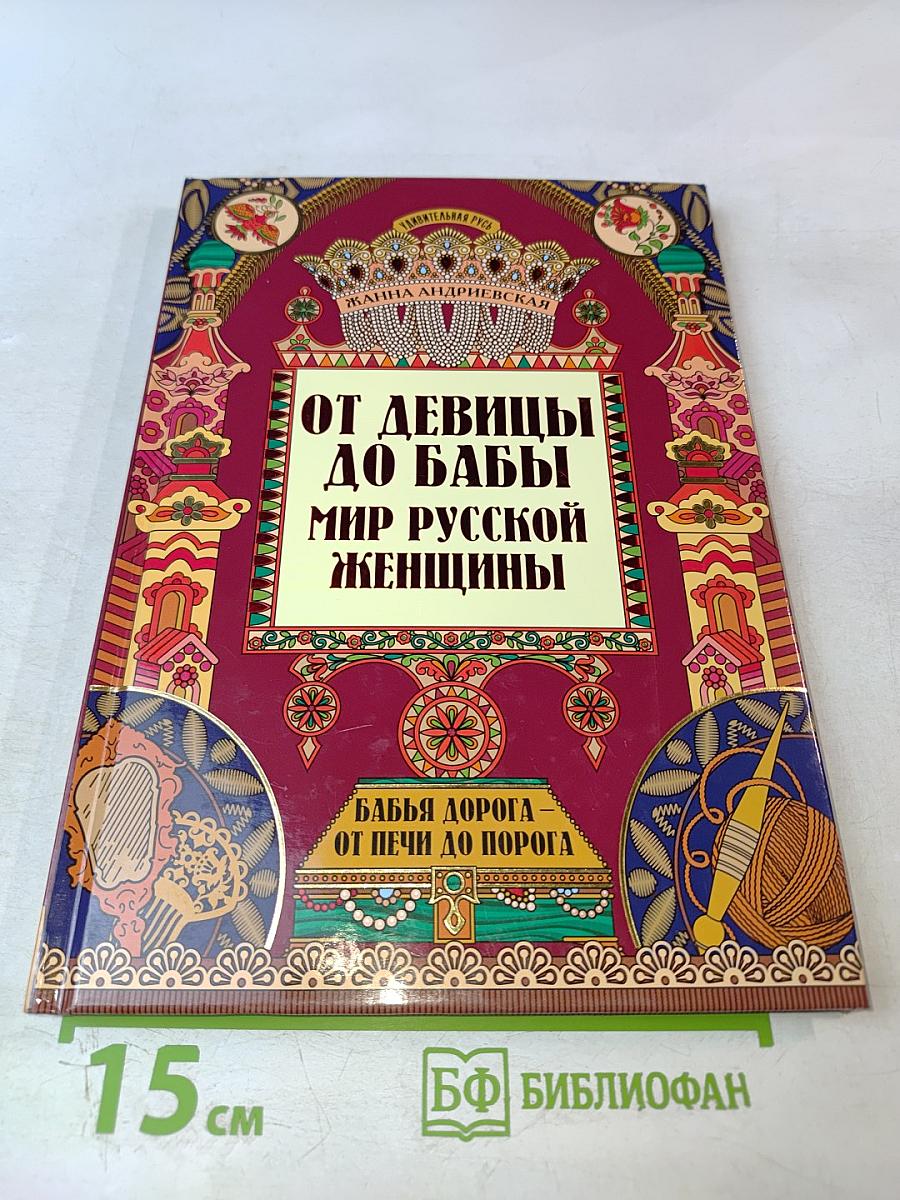 УДИВИТЕЛЬНАЯ РУСЬ
ЖАННА АНДРИЕВСКАЯ
ОТ ДЕВИЦЫ
ДО БАБЫ
МИР РУССКОЙ
ЖЕНЩИНЫ
БАБЬЯ ДОРОГА –
ОТ ПЕЧИ ДО ПОРОГА
15 см
БФ БИБЛИОФАН